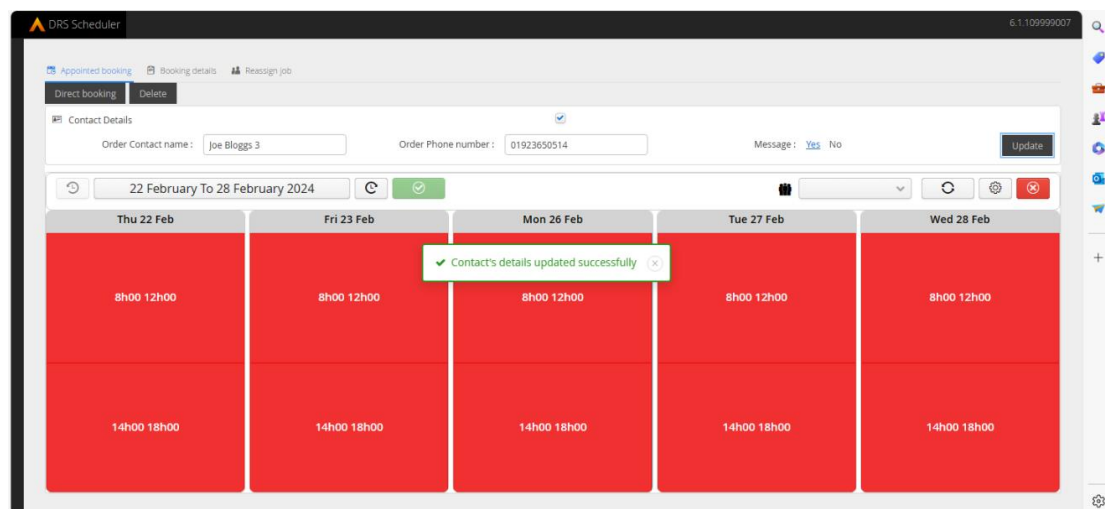 DRS Scheduler 6.1.109999007
Appointed booking Booking details Reassign job
Direct booking Delete
Contact Details
Order Contact name : Joe Bloggs 3 Order Phone number : 01923650514 Message : Yes No Update
22 February To 28 February 2024
Thu 22 Feb Fri 23 Feb Mon 26 Feb Tue 27 Feb Wed 28 Feb
Contact's details updated successfully
8h00 12h00 8h00 12h00 8h00 12h00 8h00 12h00 8h00 12h00
14h00 18h00 14h00 18h00 14h00 18h00 14h00 18h00 14h00 18h00